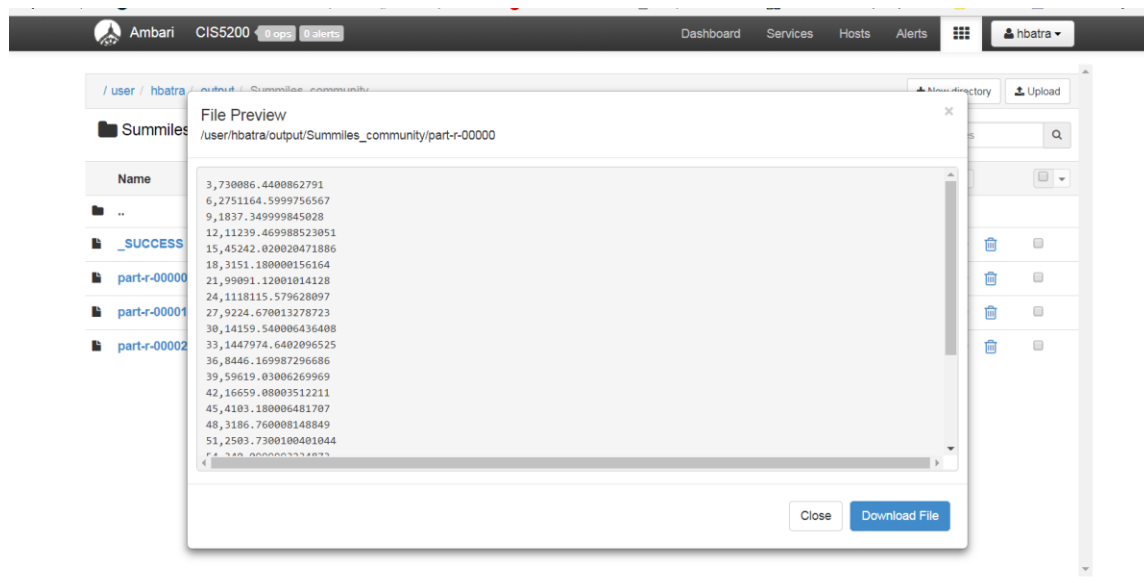 Ambari CIS5200 0 ops 0 alerts Dashboard Services Hosts Alerts hbatra
/ user / hbatra / output / Summiles_community New directory Upload
File Preview ×
/user/hbatra/output/Summiles_community/part-r-00000
Summiles
Name
3,730086.4400862791
6,2751164.5999756567
9,1837.349999845028
..
12,11239.469988523051
_SUCCESS
15,45242.020020471886
18,3151.180000156164
part-r-00000
21,99091.12001014128
24,1118115.579628097
part-r-00001
27,9224.670013278723
30,14159.540006436408
33,1447974.6402096525
part-r-00002
36,8446.169987296686
39,59619.03006269969
42,16659.08003512211
45,4103.180006481707
48,3186.760008148849
51,2503.7300100401044
Close Download File